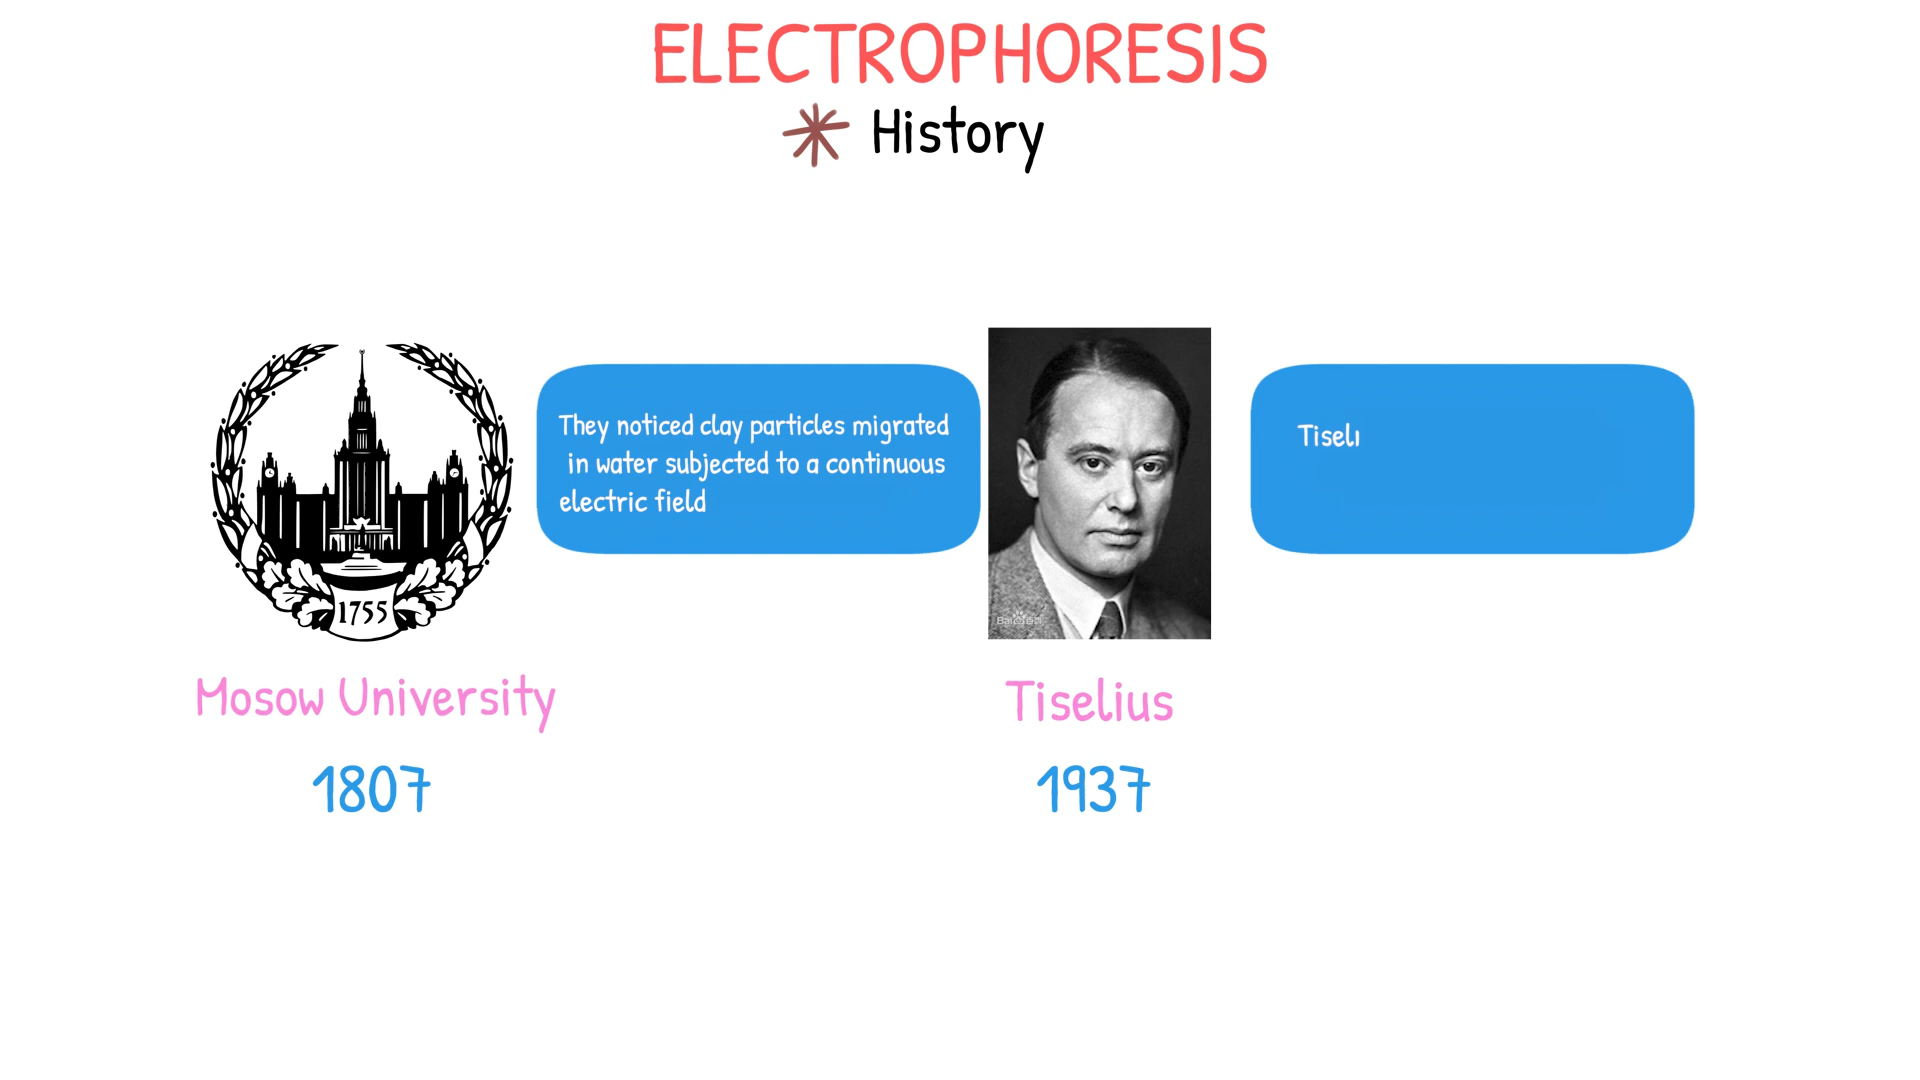 ELECTROPHORESIS
History
They noticed clay particles migrated
in water subjected to a continuous
electric field
Tiselı
1755
Mosow University
Tiselius
1807
1937